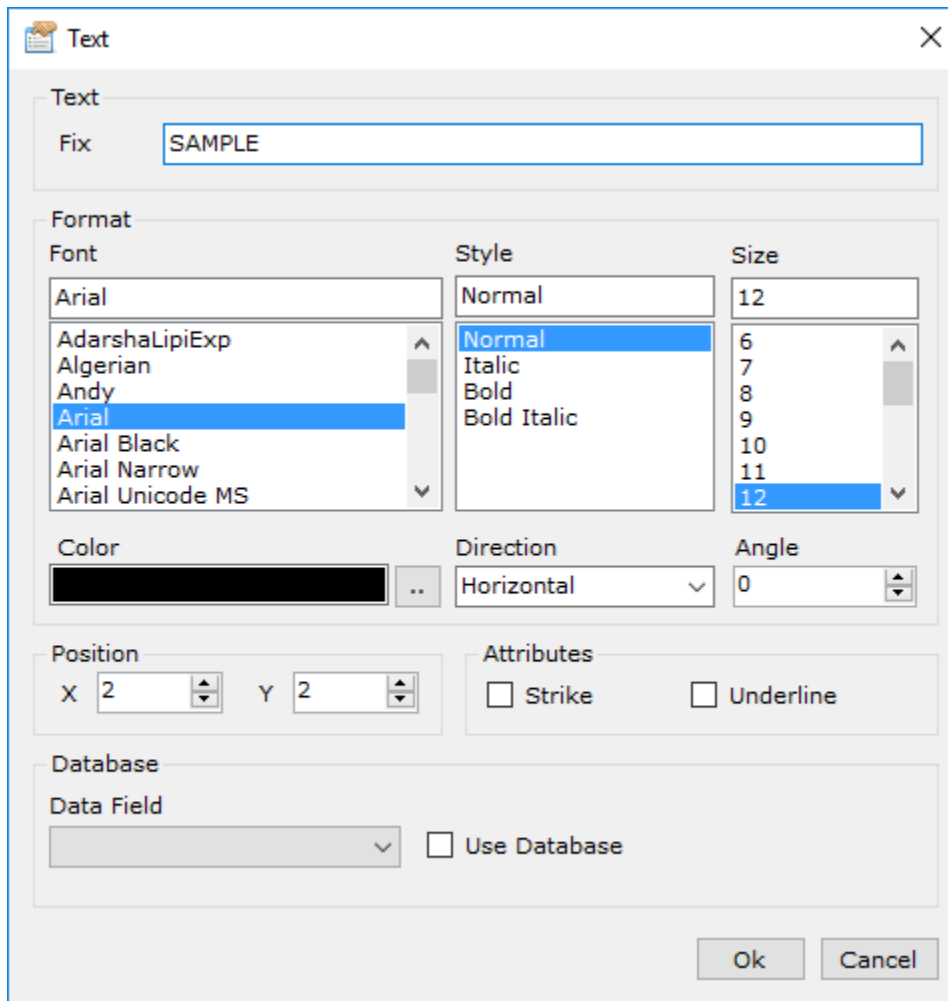 Text
Text
Fix SAMPLE
Format
Font Style Size
Arial Normal 12
AdarshaLipiExp Normal 6
Algerian Italic 7
Andy Bold 8
Arial Bold Italic 9
Arial Black 10
Arial Narrow 11
Arial Unicode MS 12
Color Direction Angle
.. Horizontal 0
Position Attributes
X 2 Y 2 Strike Underline
Database
Data Field
Use Database
Ok Cancel